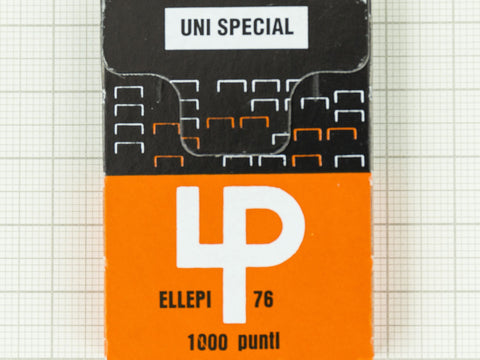 UNI SPECIAL
LP
ELLEPI 76
1000 punti